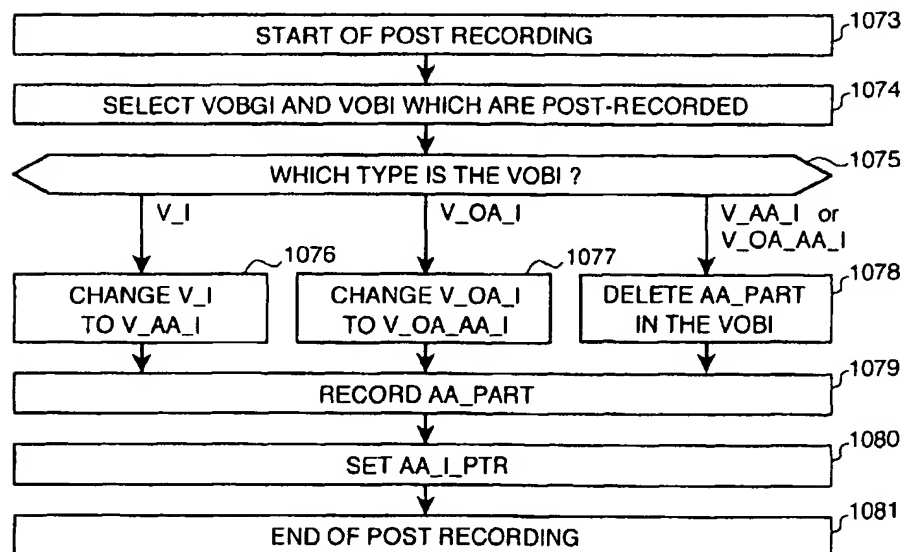 START OF POST RECORDING
1073
SELECT VOBGI AND VOBI WHICH ARE POST-RECORDED
1074
WHICH TYPE IS THE VOBI ?
1075
V_I
V_OA_I
V_AA_I or
V_OA_AA_I
1076
1077
1078
CHANGE V_I
TO V_AA_I
CHANGE V_OA_I
TO V_OA_AA_I
DELETE AA_PART
IN THE VOBI
RECORD AA_PART
1079
SET AA_I_PTR
1080
END OF POST RECORDING
1081